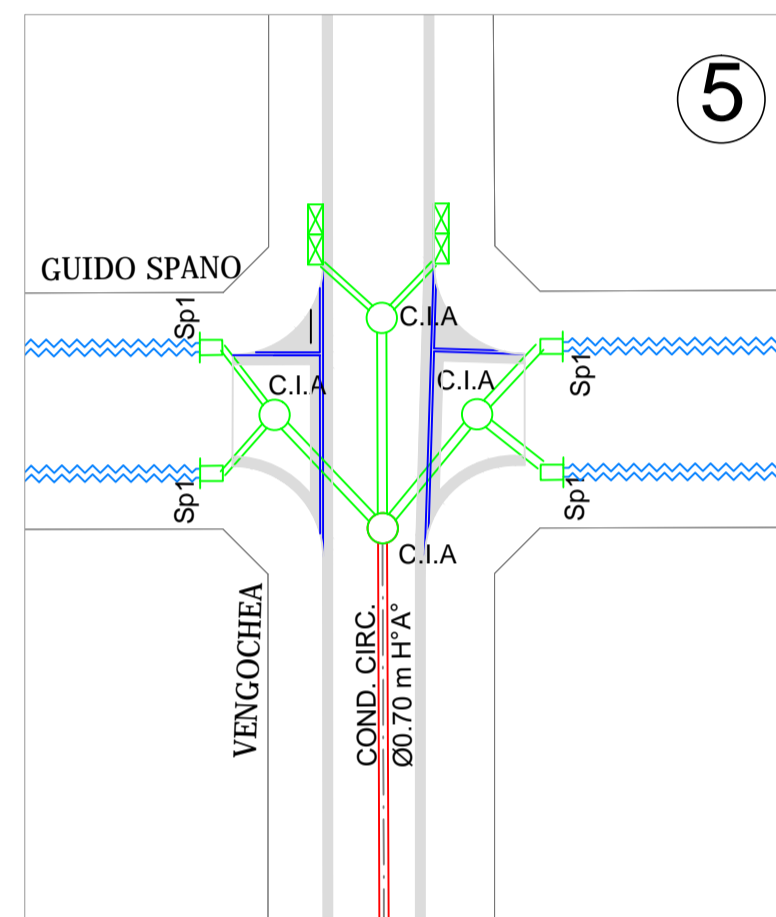 5
GUIDO SPANO
Sp1
C.I.A
C.I.A
C.I.A
Sp1
Sp1
Sp1
C.I.A
VENGOCHEA
COND. CIRC.
Ø0.70 m H°A°